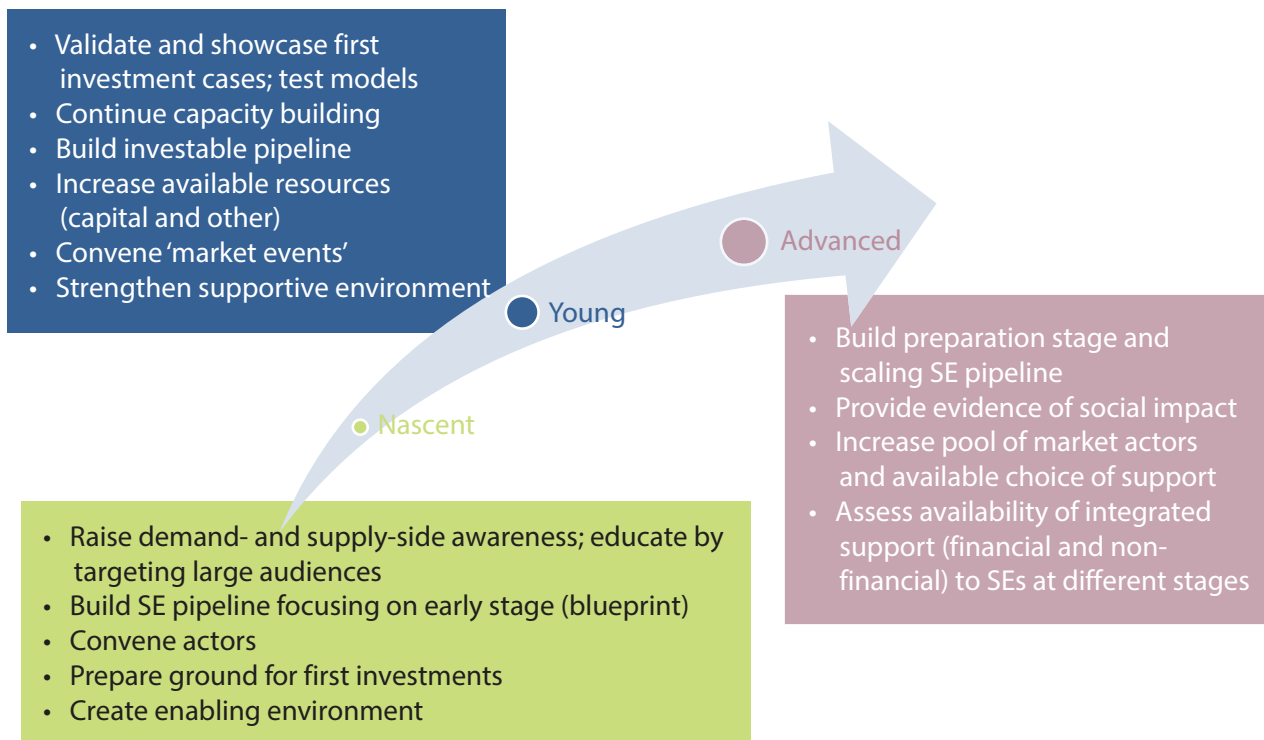 • Validate and showcase first
investment cases; test models
• Continue capacity building
• Build investable pipeline
• Increase available resources
(capital and other)
• Convene ‘market events’
• Strengthen supportive environment
Advanced
Young
Nascent
• Build preparation stage and
scaling SE pipeline
• Provide evidence of social impact
• Increase pool of market actors
and available choice of support
• Assess availability of integrated
support (financial and non-
financial) to SEs at different stages
• Raise demand- and supply-side awareness; educate by
targeting large audiences
• Build SE pipeline focusing on early stage (blueprint)
• Convene actors
• Prepare ground for first investments
• Create enabling environment